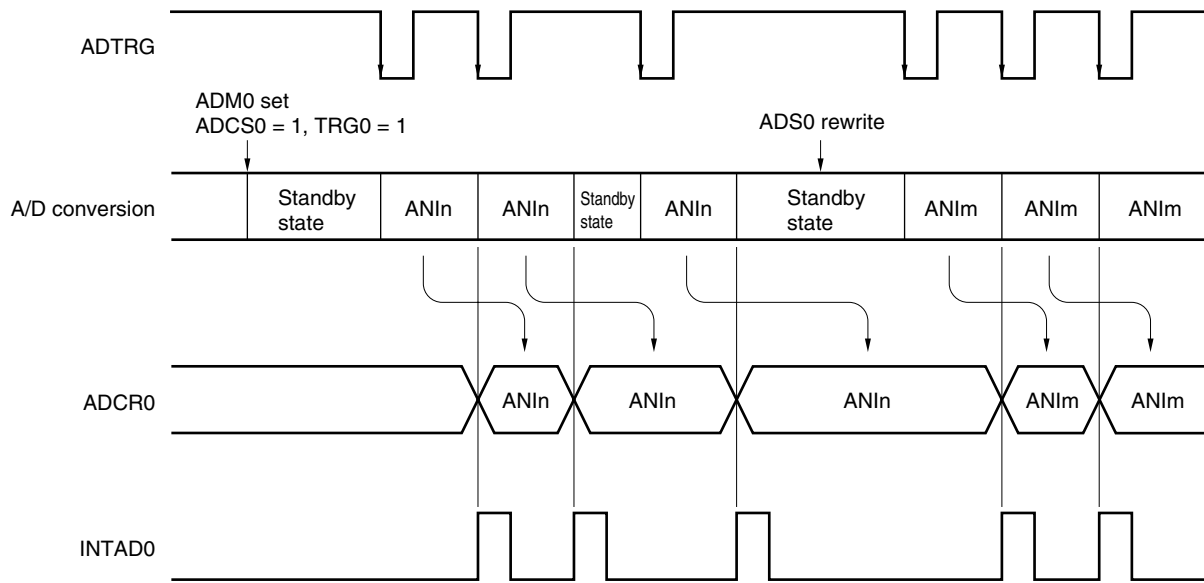 ADTRG
ADM0 set
ADCS0 = 1, TRG0 = 1
ADS0 rewrite
A/D conversion
Standby
state
ANIn
ANIn
Standby
state
ANIn
Standby
state
ANIm
ANIm
ANIm
ADCR0
ANIn
ANIn
ANIn
ANIm
ANIm
INTAD0